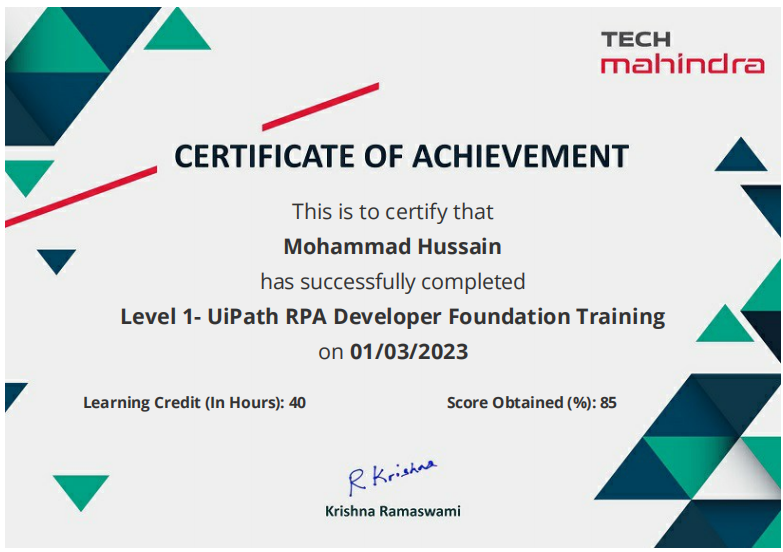 TECH
mahindra
CERTIFICATE OF ACHIEVEMENT
This is to certify that
Mohammad Hussain
has successfully completed
Level 1- UiPath RPA Developer Foundation Training
on 01/03/2023
Learning Credit (In Hours): 40 Score Obtained (%): 85
R Krishna
Krishna Ramaswami